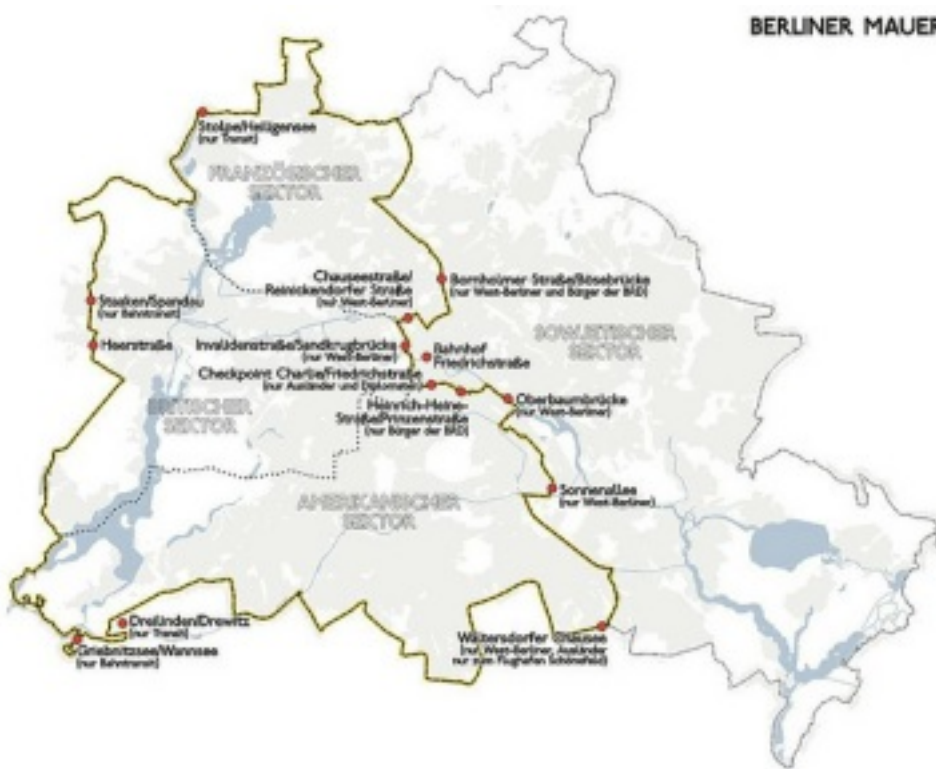 BERLINER MAUER
Stolpe/Heiligensee
(nur Transit)
FRANZÖSISCHER
SEKTOR
Chauseestraße/
Reinickendorfer Straße
(nur West-Berliner)
Bornholmer Straße/Bösebrücke
(nur West-Berliner und Bürger der BRD)
Staaken/Spandau
(nur Bahntransit)
SOWJETISCHER
SEKTOR
Heerstraße
Invalidenstraße/Sandkrugbrücke
(nur West-Berliner)
Bahnhof
Friedrichstraße
Checkpoint Charlie/Friedrichstraße
(nur Ausländer und Diplomaten)
BRITISCHER
SEKTOR
Heinrich-Heine-
Straße/Prinzenstraße
(nur Bürger der BRD)
Oberbaumbrücke
(nur West-Berliner)
AMERIKANISCHER
SEKTOR
Sonnenallee
(nur West-Berliner)
Dreilinden/Drewitz
(nur Transit)
Griebnitzsee/Wannsee
(nur Bahntransit)
Waltersdorfer Chausee
(nur West-Berliner, Ausländer
nur zum Flughafen Schönefeld)